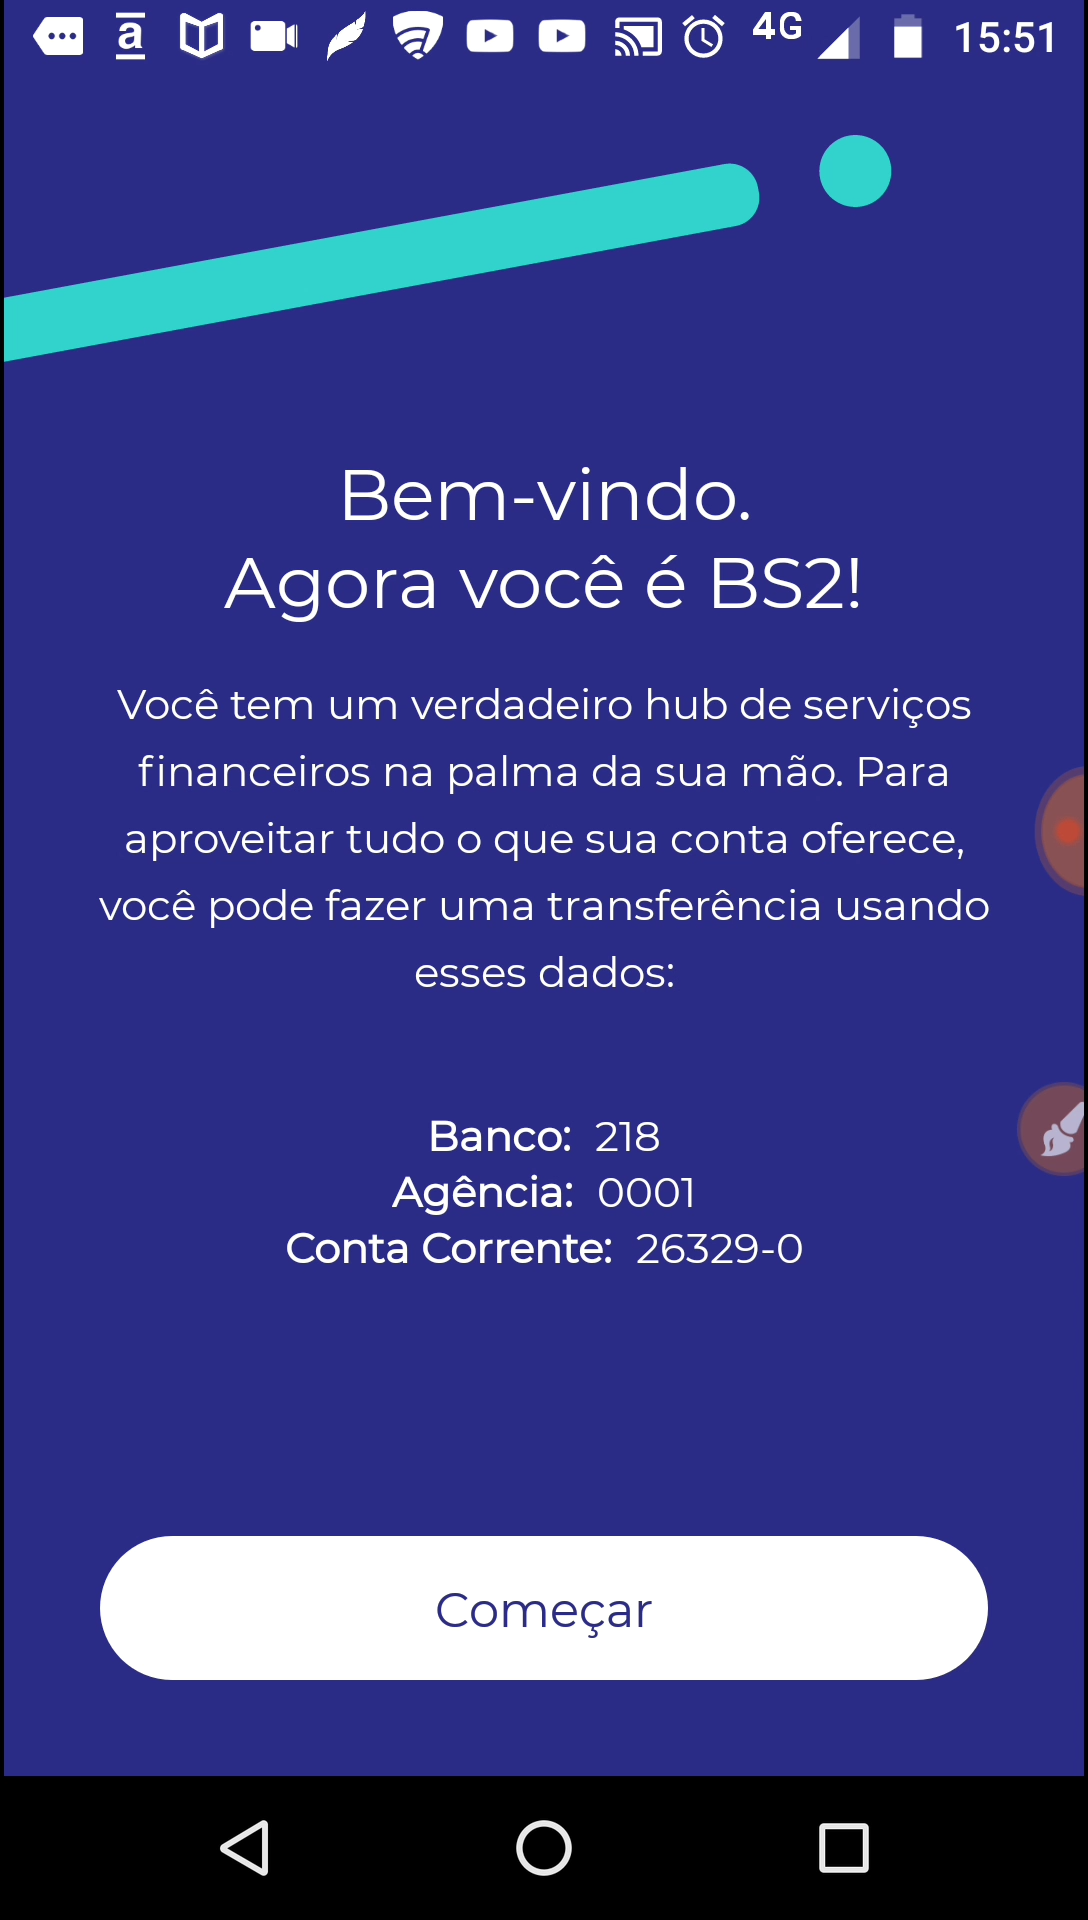 a
4G
15:51
Bem-vindo.
Agora você é BS2!
Você tem um verdadeiro hub de serviços
financeiros na palma da sua mão. Para
aproveitar tudo o que sua conta oferece,
você pode fazer uma transferência usando
esses dados:
Banco: 218
Agência: 0001
Conta Corrente: 26329-0
Começar